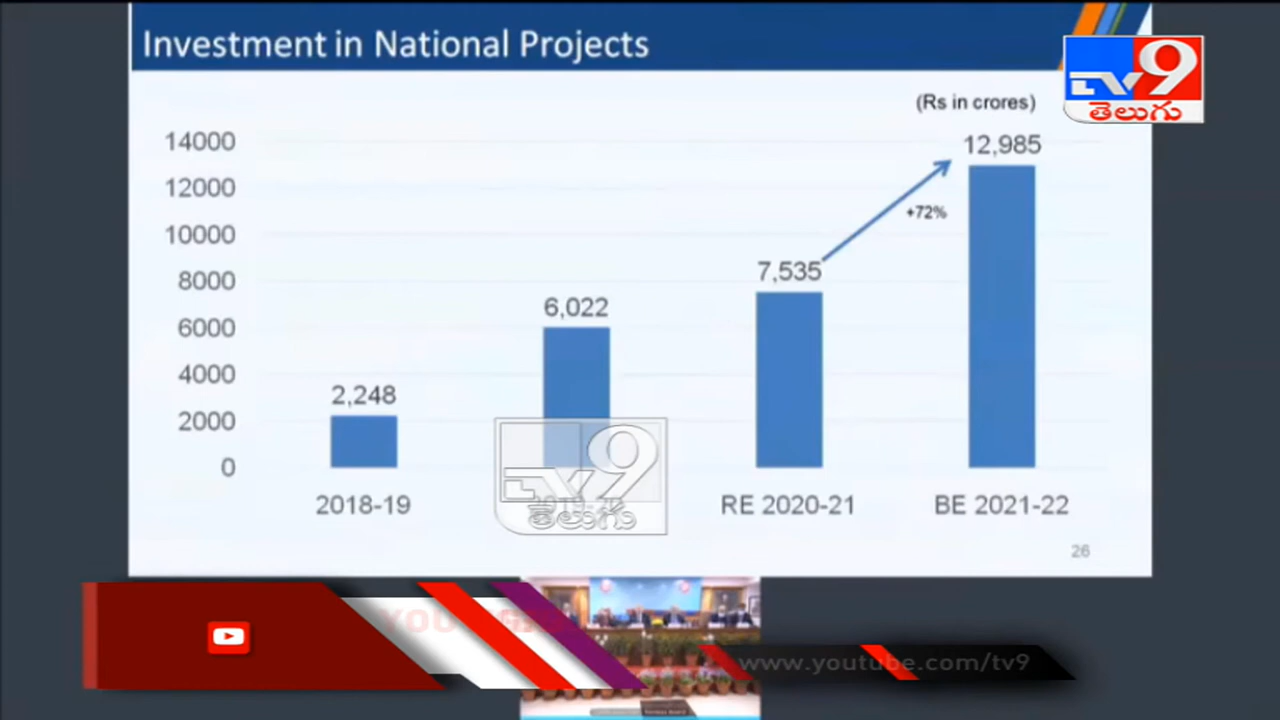 Investment in National Projects
TV9
తెలుగు
(Rs in crores)
14000
12000
10000
8000
6000
4000
2000
0
2,248
6,022
7,535
12,985
+72%
2018-19
RE 2020-21
BE 2021-22
TV9
తెలుగు
26
www.youtube.com/tv9